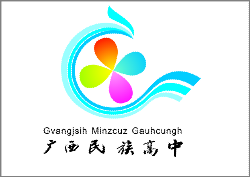 Gvangjsih Minzcuz Gauhcungh
广西民族高中